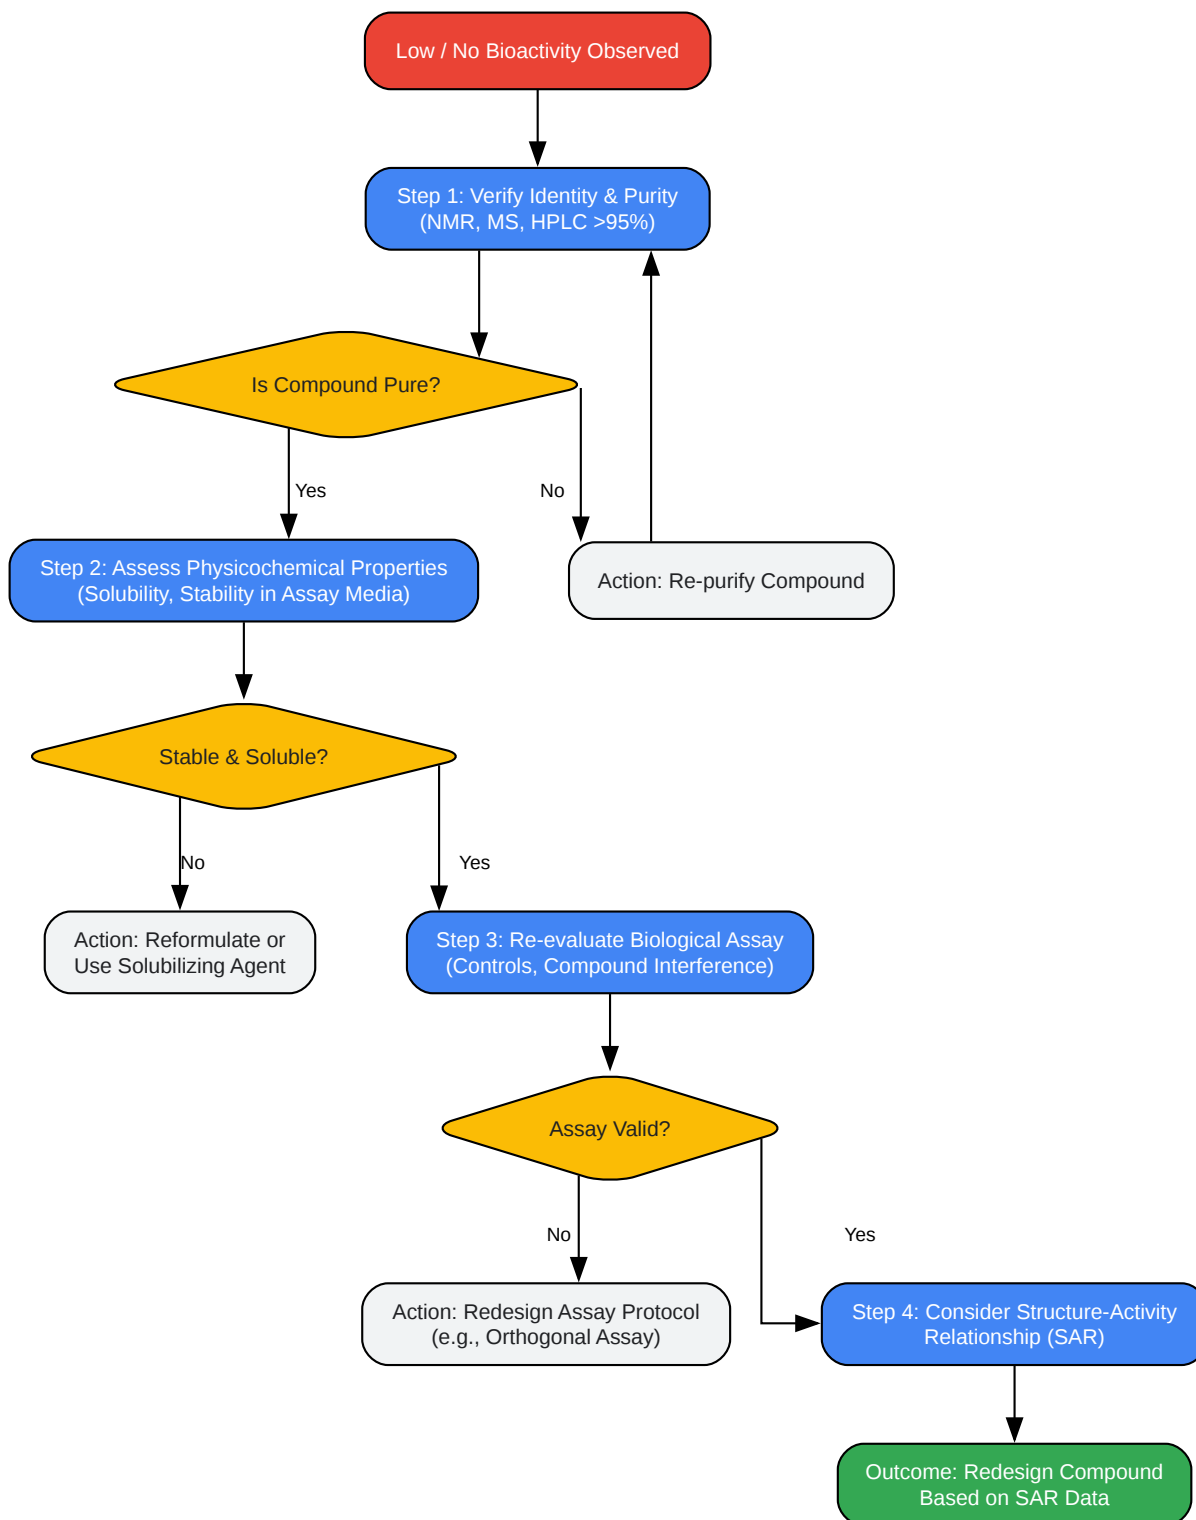 Low / No Bioactivity Observed
Step 1: Verify Identity & Purity
(NMR, MS, HPLC >95%)
Is Compound Pure?
Yes
No
Step 2: Assess Physicochemical Properties
(Solubility, Stability in Assay Media)
Action: Re-purify Compound
Stable & Soluble?
No
Yes
Action: Reformulate or
Use Solubilizing Agent
Step 3: Re-evaluate Biological Assay
(Controls, Compound Interference)
Assay Valid?
No
Yes
Action: Redesign Assay Protocol
(e.g., Orthogonal Assay)
Step 4: Consider Structure-Activity
Relationship (SAR)
Outcome: Redesign Compound
Based on SAR Data